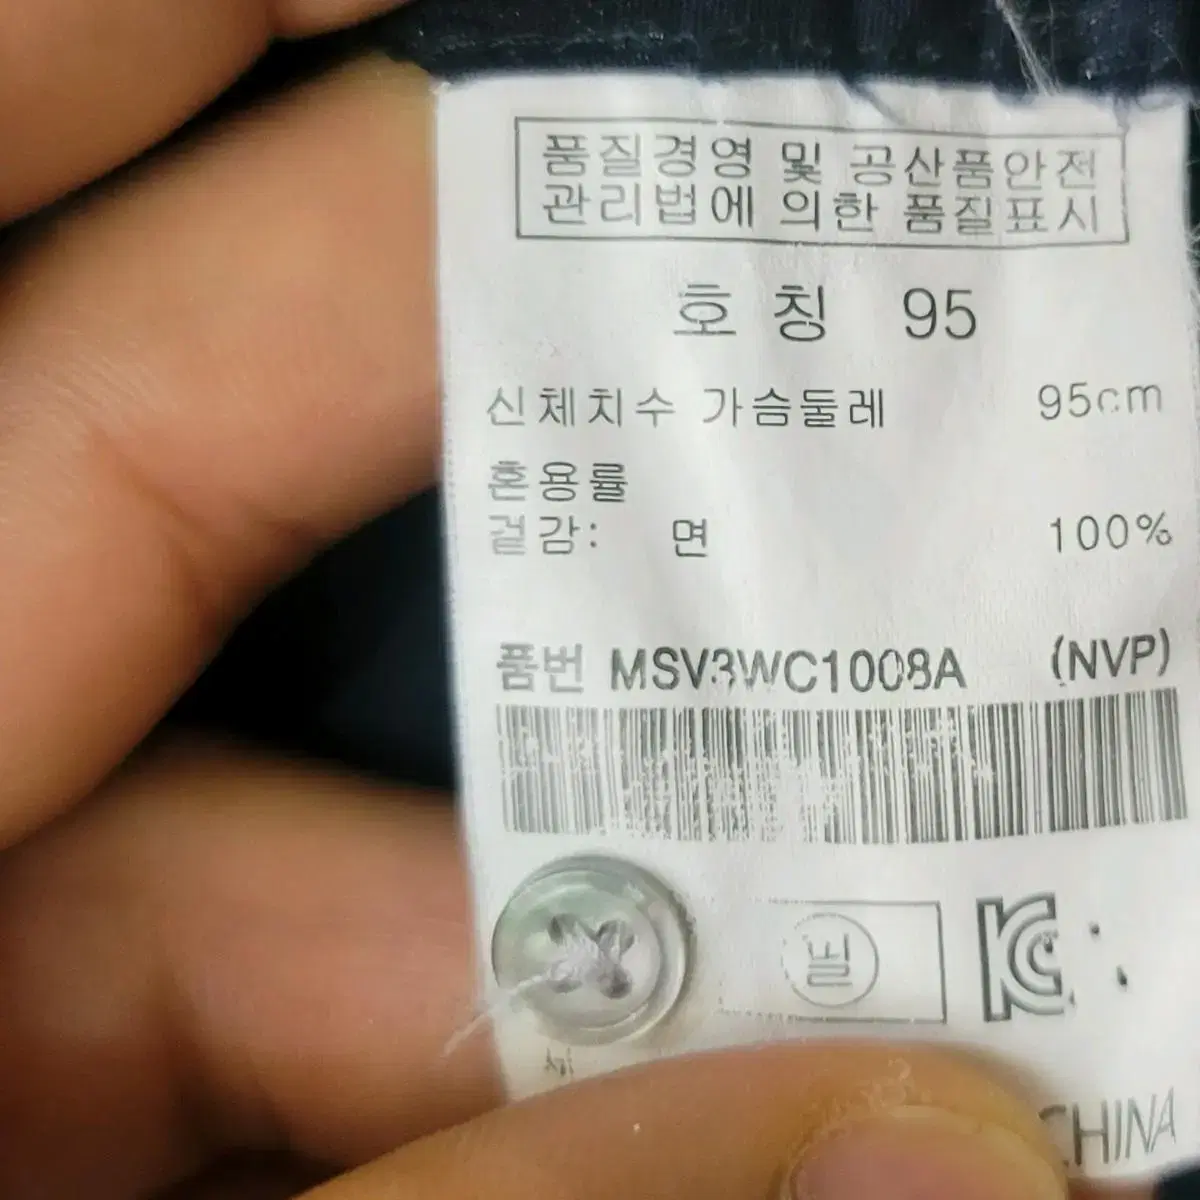 품질경영 및 공산품안전
관리법에 의한 품질표시
호칭 95
신체치수 가슴둘레 95cm
혼용률
겉감: 면 100%
품번 MSV3WC1008A (NVP)
필
KC
CHINA